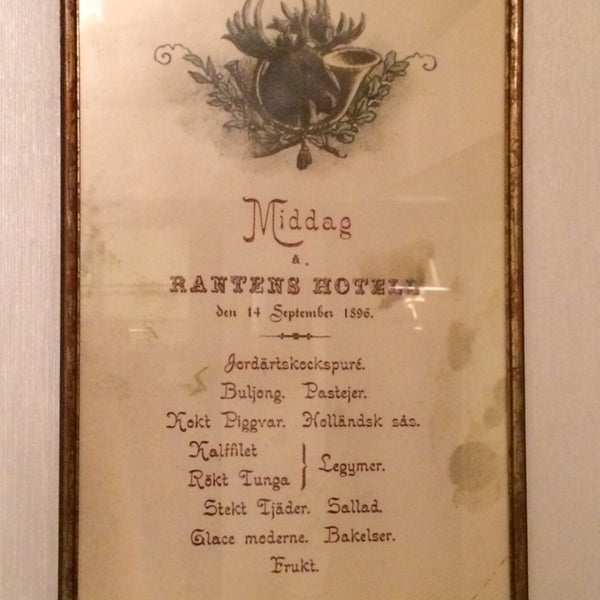 Middag
à.
RANTENS HOTELL
den 14 September 1896.
Jordärtskockspuré.
Buljong. Pastejer.
Kokt Piggvar. Holländsk sås.
Kalffilet
Rökt Tunga } Legymer.
Stekt Tjäder. Sallad.
Glace moderne. Bakelser.
Frukt.